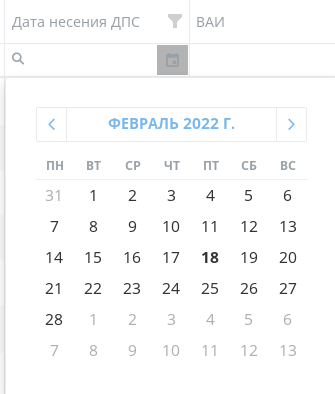 Дата несения ДПС ВАИ
ФЕВРАЛЬ 2022 Г.
ПН ВТ СР ЧТ ПТ СБ ВС
31 1 2 3 4 5 6
7 8 9 10 11 12 13
14 15 16 17 18 19 20
21 22 23 24 25 26 27
28 1 2 3 4 5 6
7 8 9 10 11 12 13